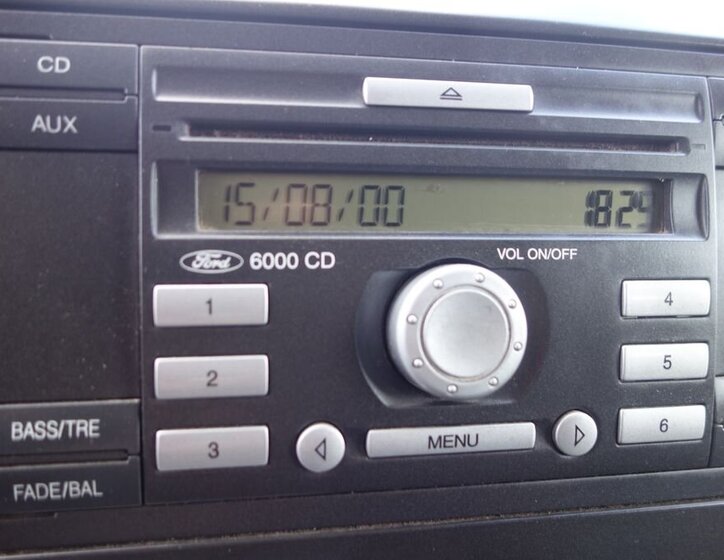 CD
AUX
15/08/00 1824
Ford 6000 CD
VOL ON/OFF
1
4
2
5
3
6
MENU
BASS/TRE
FADE/BAL